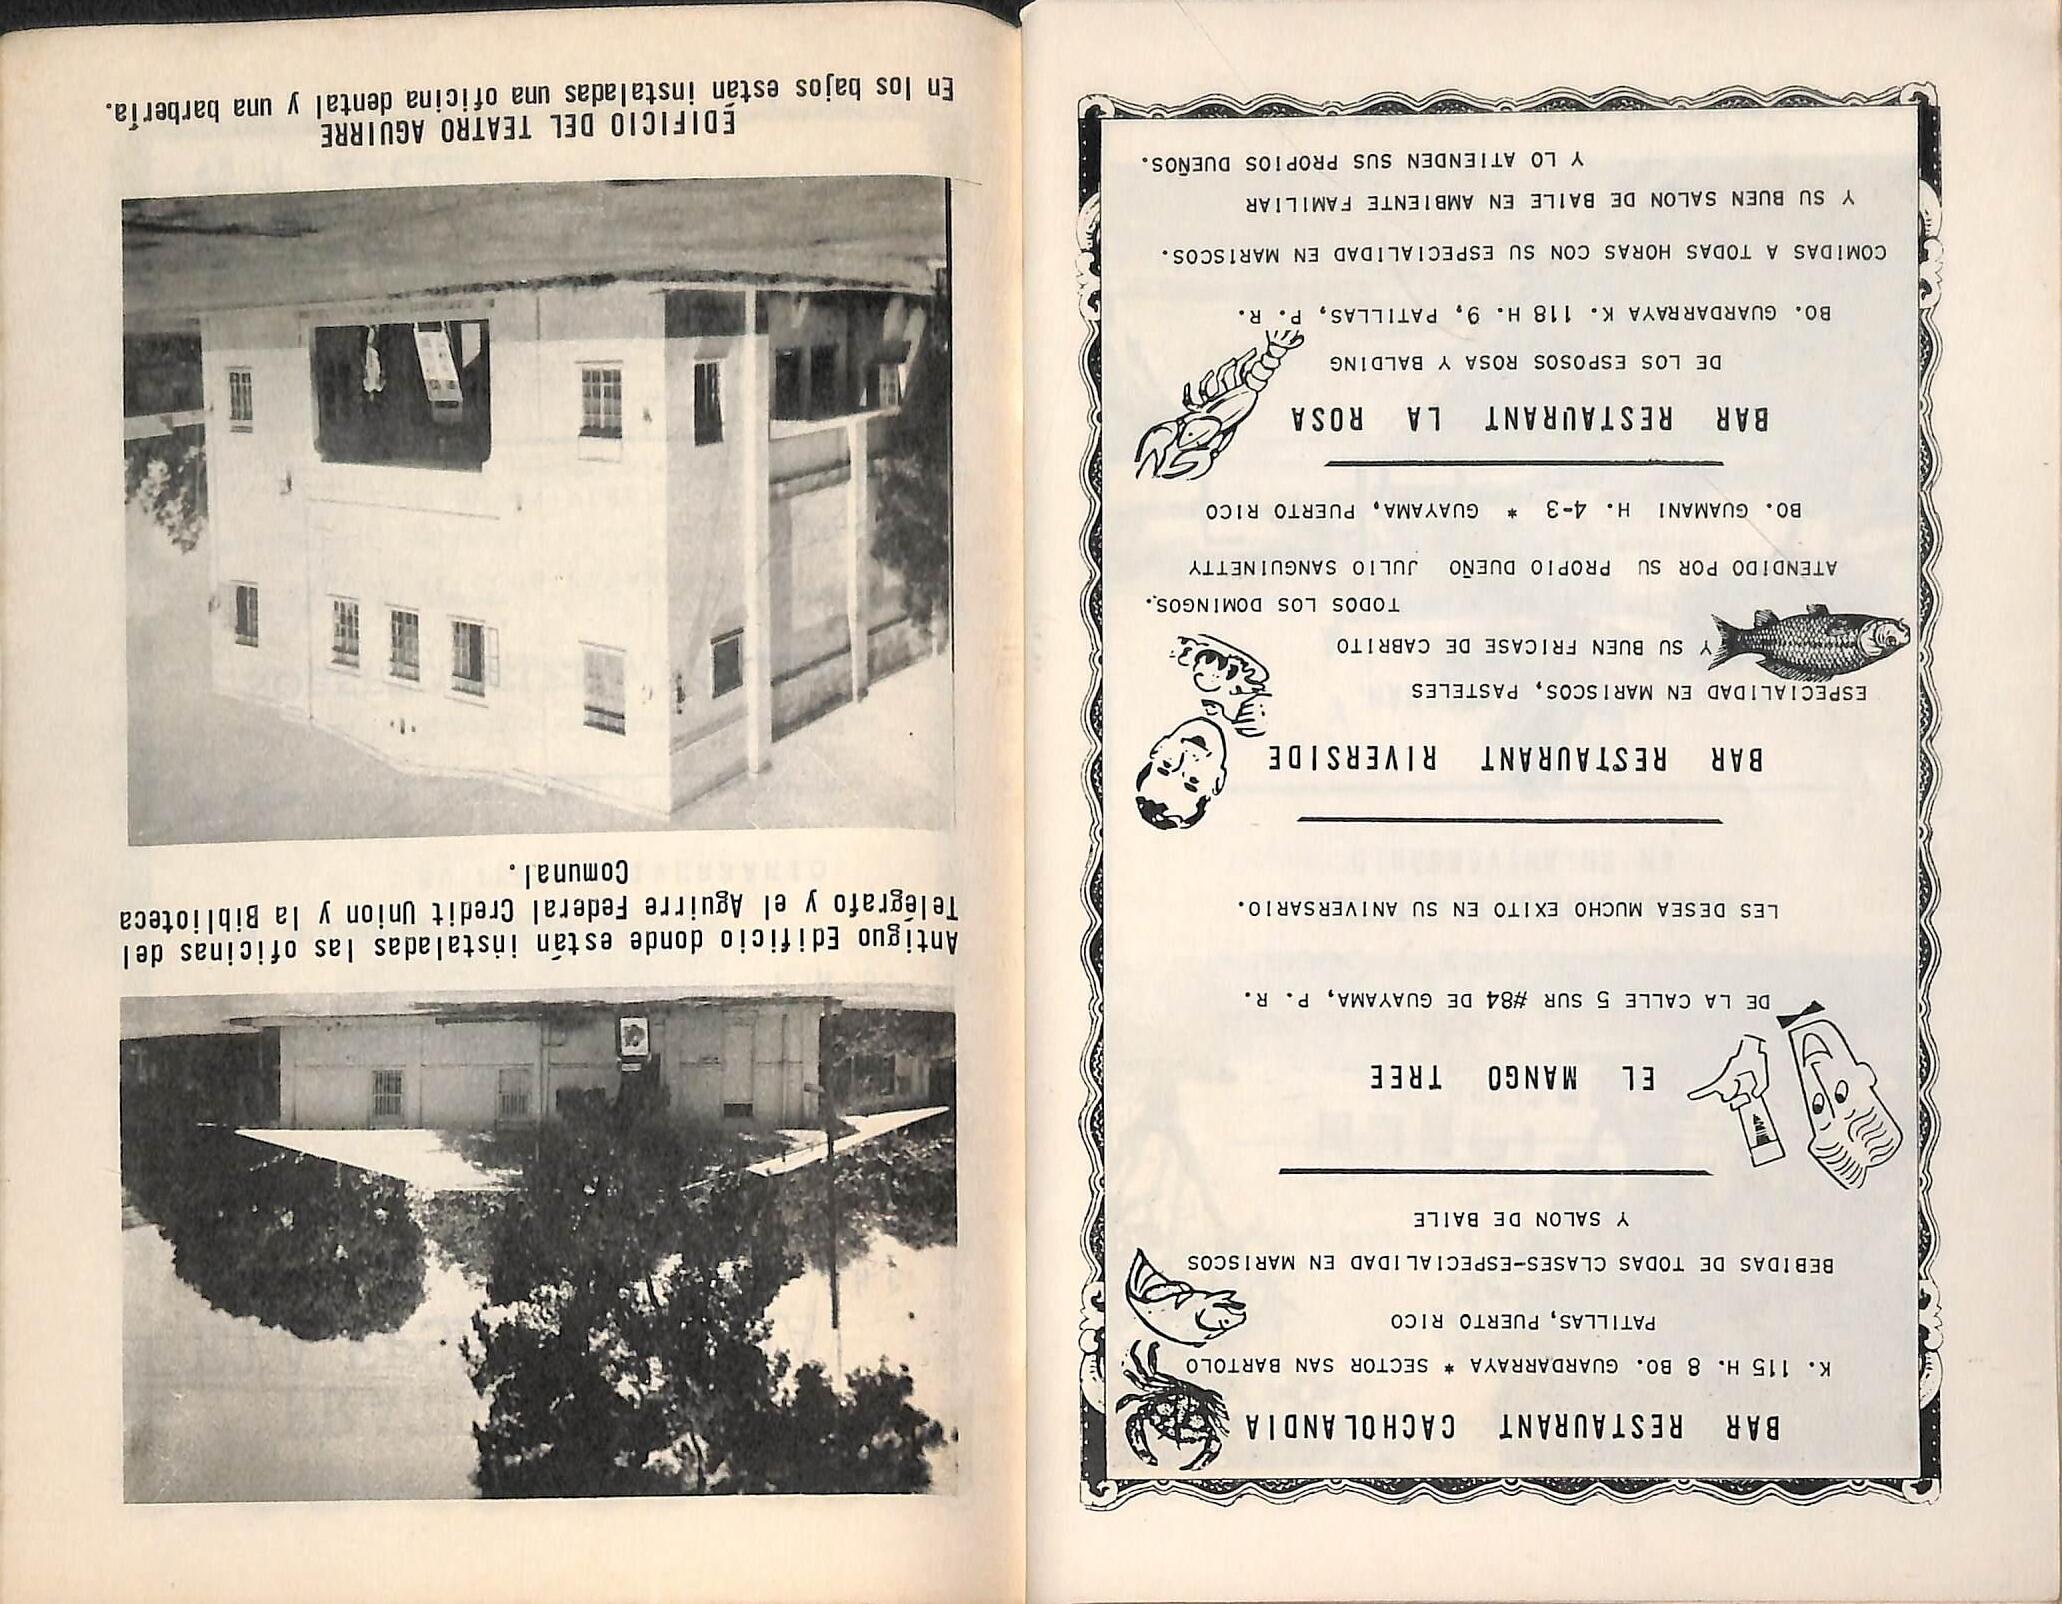 BAR RESTAURANT CACHOLANDIA
K. 115 H. 8 BO. GUARDARRAYA * SECTOR SAN BARTOLO
PATILLAS, PUERTO RICO
BEBIDAS DE TODAS CLASES-ESPECIALIDAD EN MARISCOS
Y SALON DE BAILE
EL MANGO TREE
DE LA CALLE 5 SUR #84 DE GUAYAMA, P. R.
LES DESEA MUCHO EXITO EN SU ANIVERSARIO.
BAR RESTAURANT RIVERSIDE
ESPECIALIDAD EN MARISCOS, PASTELES
Y SU BUEN FRICASE DE CABRITO
TODOS LOS DOMINGOS.
ATENDIDO POR SU PROPIO DUEÑO JULIO SANGUINETTY
BO. GUAMANI H. 4-3 * GUAYAMA, PUERTO RICO
BAR RESTAURANT LA ROSA
DE LOS ESPOSOS ROSA Y BALDING
BO. GUARDARRAYA K. 118 H. 9, PATILLAS, P. R.
COMIDAS A TODAS HORAS CON SU ESPECIALIDAD EN MARISCOS.
Y SU BUEN SALON DE BAILE EN AMBIENTE FAMILIAR
Y LO ATIENDEN SUS PROPIOS DUEÑOS.
Antíguo Edificio donde están instaladas las oficinas del
Telégrafo y el Aguirre Federal Credit Union y la Biblioteca
Comunal.
EDIFICIO DEL TEATRO AGUIRRE
En los bajos están instaladas una oficina dental y una barbería.